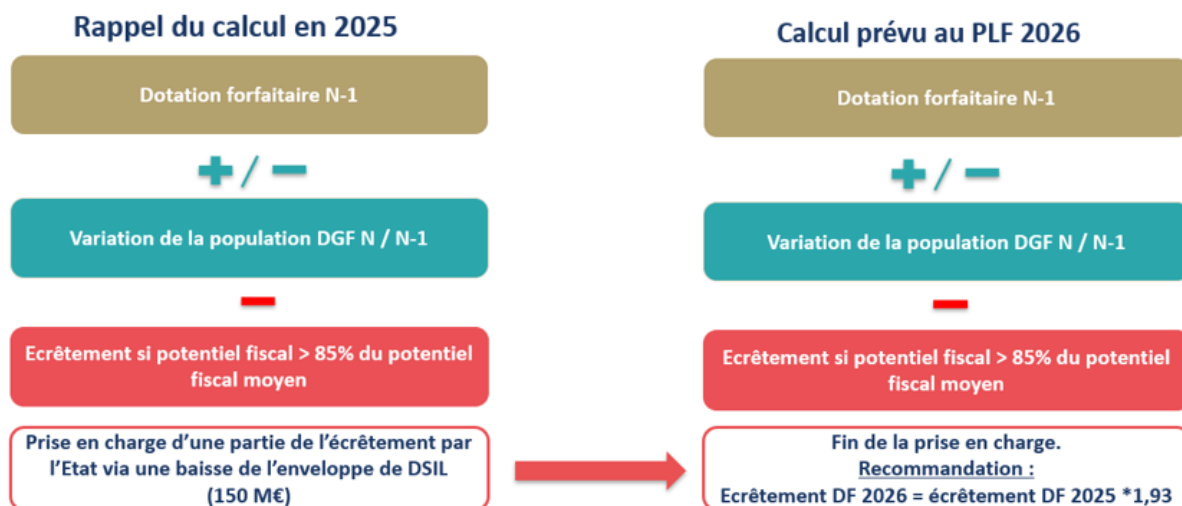 Rappel du calcul en 2025
Dotation forfaitaire N-1
+ / −
Variation de la population DGF N / N-1
−
Ecrêtement si potentiel fiscal > 85% du potentiel
fiscal moyen
Prise en charge d’une partie de l’écrêtement par
l’Etat via une baisse de l’enveloppe de DSIL
(150 M€)
Calcul prévu au PLF 2026
Dotation forfaitaire N-1
+ / −
Variation de la population DGF N / N-1
−
Ecrêtement si potentiel fiscal > 85% du potentiel
fiscal moyen
Fin de la prise en charge.
Recommandation :
Ecrêtement DF 2026 = écrêtement DF 2025 *1,93